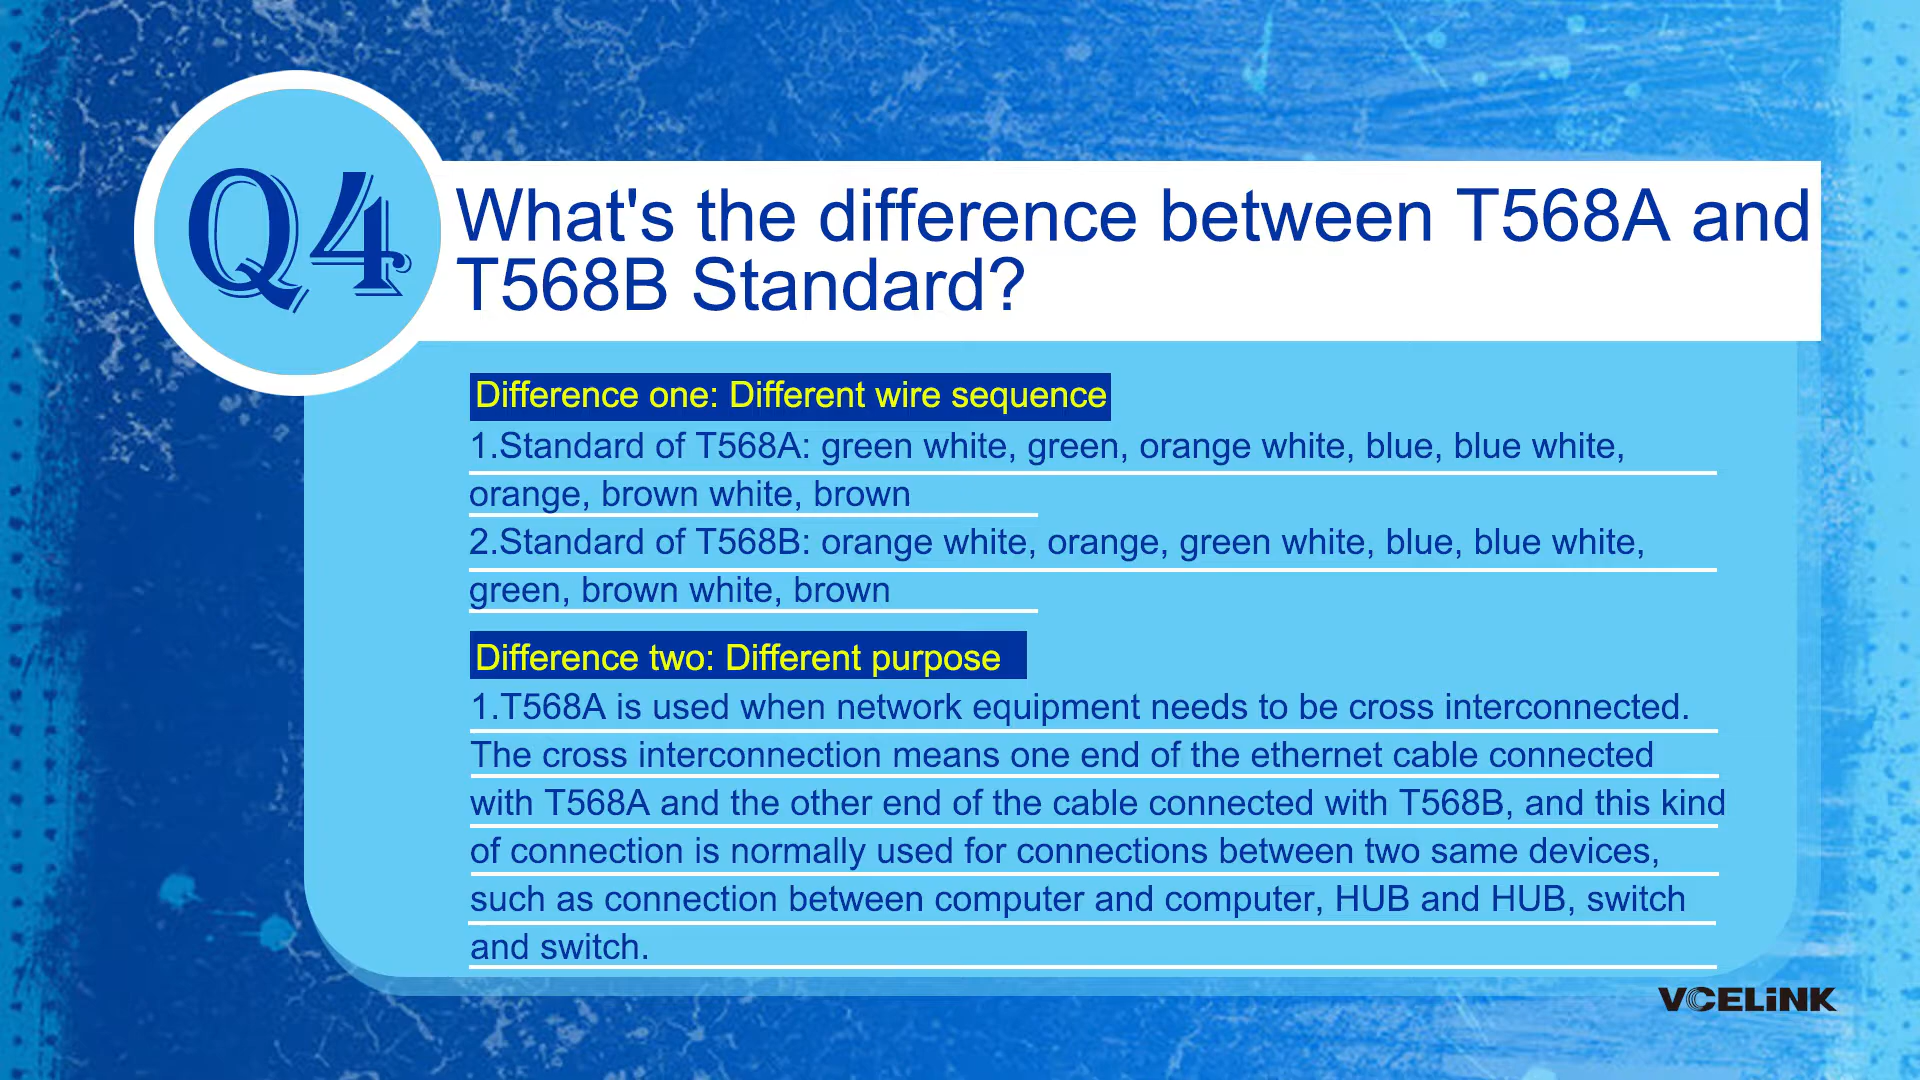 Q4
What's the difference between T568A and
T568B Standard?
Difference one: Different wire sequence
1.Standard of T568A: green white, green, orange white, blue, blue white,
orange, brown white, brown
2.Standard of T568B: orange white, orange, green white, blue, blue white,
green, brown white, brown
Difference two: Different purpose
1.T568A is used when network equipment needs to be cross interconnected.
The cross interconnection means one end of the ethernet cable connected
with T568A and the other end of the cable connected with T568B, and this kind
of connection is normally used for connections between two same devices,
such as connection between computer and computer, HUB and HUB, switch
and switch.
VCELiNK